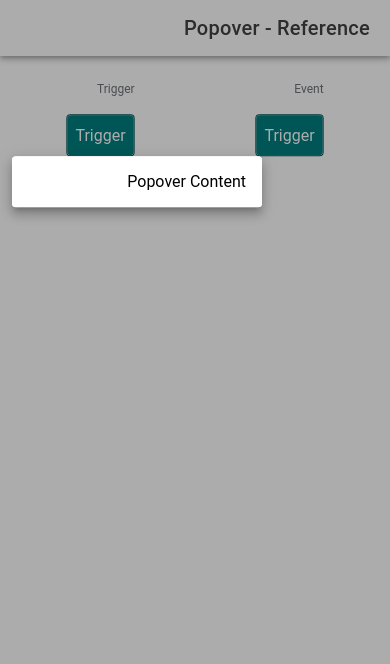 Popover - Reference
Trigger
Event
Trigger
Trigger
Popover Content